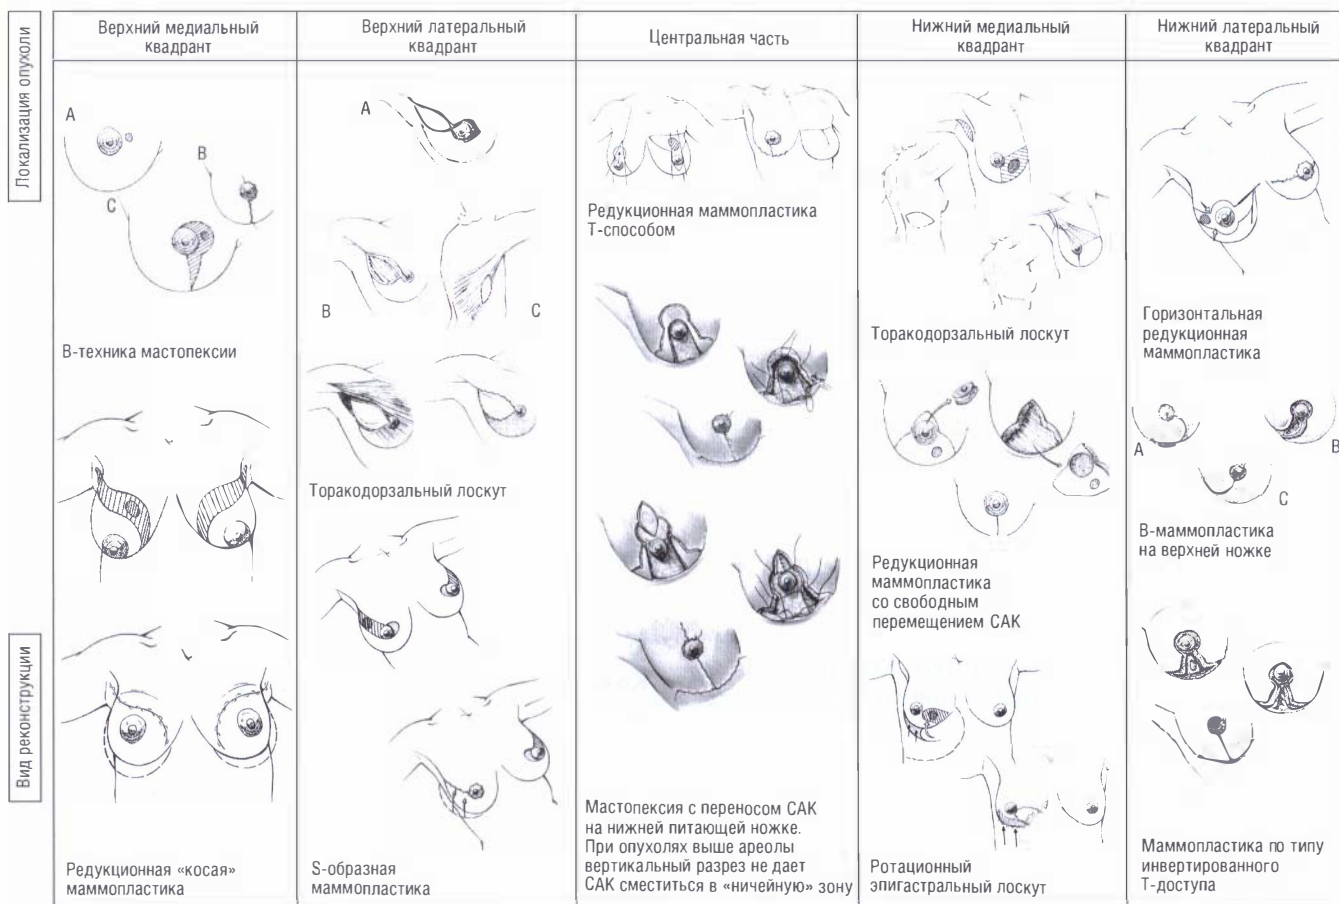 Локализация опухоли
Вид реконструкции
Верхний медиальный
квадрант
A
B
C
В-техника мастопексии
Редукционная «косая»
маммопластика
Верхний латеральный
квадрант
A
B
C
Торакодорзальный лоскут
S-образная
маммопластика
Центральная часть
Редукционная маммопластика
Т-способом
Мастопексия с переносом САК
на нижней питающей ножке.
При опухолях выше ареолы
вертикальный разрез не дает
САК сместиться в «ничейную» зону
Нижний медиальный
квадрант
Торакодорзальный лоскут
Редукционная
маммопластика
со свободным
перемещением САК
Ротационный
эпигастральный лоскут
Нижний латеральный
квадрант
Горизонтальная
редукционная
маммопластика
A
B
C
В-маммопластика
на верхней ножке
Маммопластика по типу
инвертированного
Т-доступа